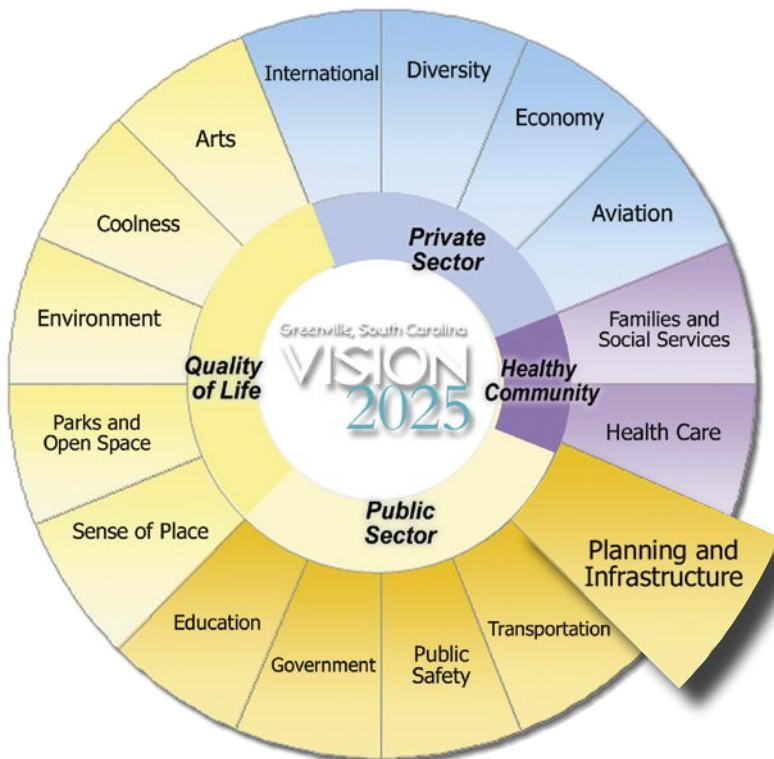 International
Diversity
Economy
Aviation
Families and
Social Services
Health Care
Planning and
Infrastructure
Transportation
Public
Safety
Government
Education
Sense of Place
Parks and
Open Space
Environment
Coolness
Arts
Private
Sector
Healthy
Community
Public
Sector
Quality
of Life
Greenville, South Carolina
VISION
2025